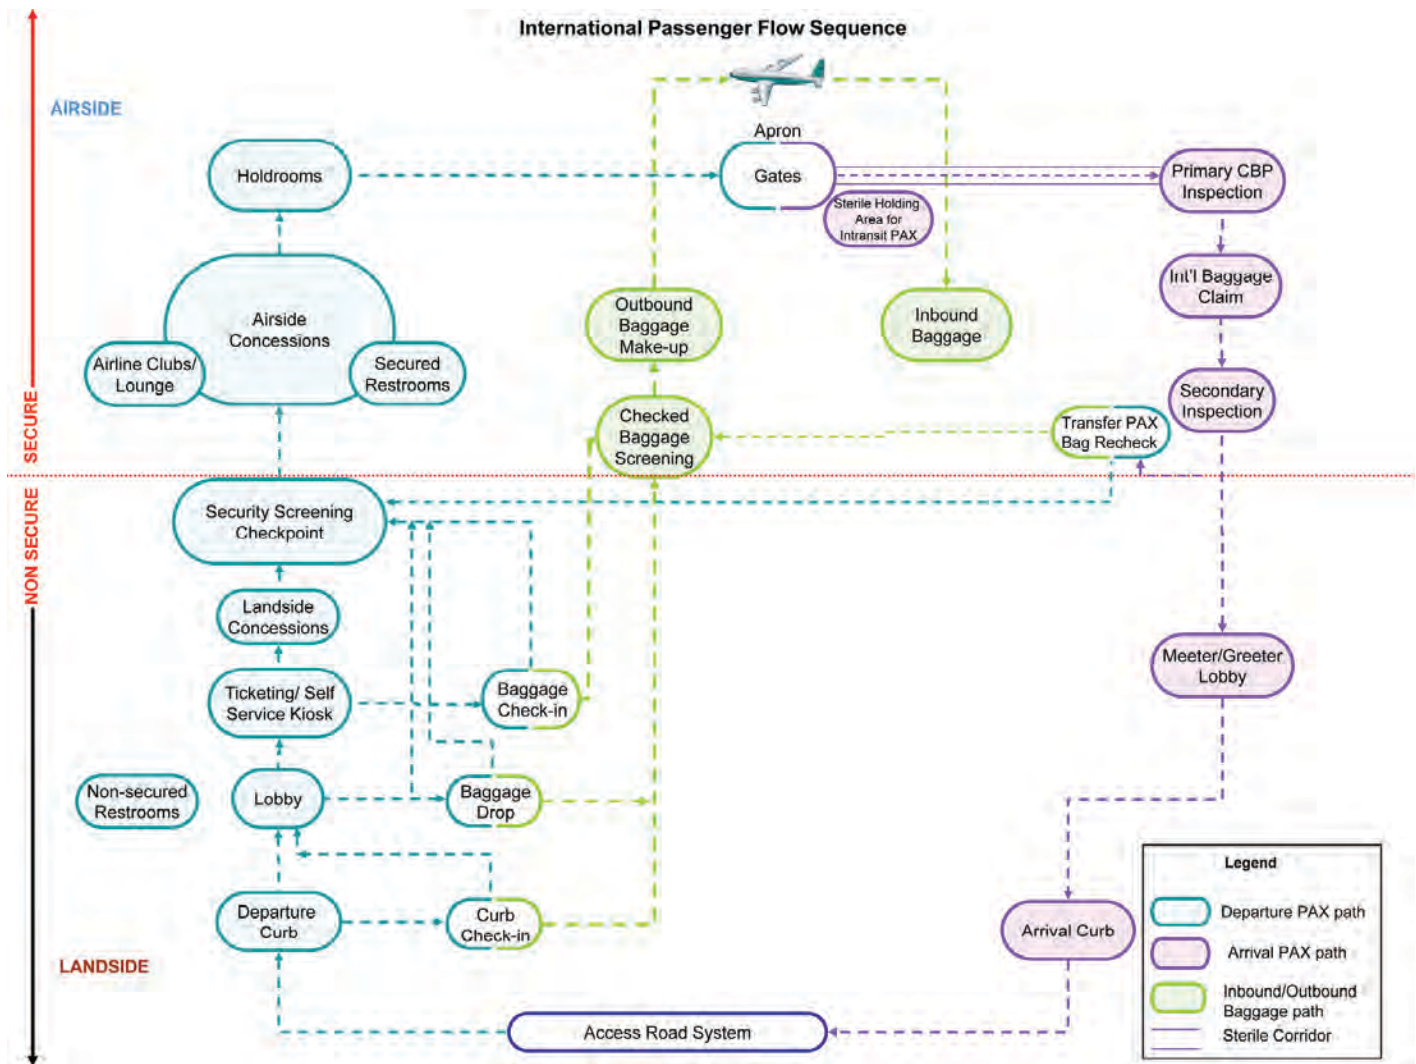 International Passenger Flow Sequence
AIRSIDE
Apron
Holdrooms
Gates
Primary CBP
Inspection
Sterile Holding
Area for
Intransit PAX
Int'l Baggage
Claim
Outbound
Baggage
Make-up
Inbound
Baggage
Airside
Concessions
Airline Clubs/
Lounge
Secured
Restrooms
Secondary
Inspection
SECURE
Checked
Baggage
Screening
Transfer PAX
Bag Recheck
NON SECURE
Security Screening
Checkpoint
Landside
Concessions
Meeter/Greeter
Lobby
Ticketing/ Self
Service Kiosk
Baggage
Check-in
Non-secured
Restrooms
Lobby
Baggage
Drop
Departure
Curb
Curb
Check-in
Arrival Curb
LANDSIDE
Access Road System
Legend
Departure PAX path
Arrival PAX path
Inbound/Outbound
Baggage path
Sterile Corridor